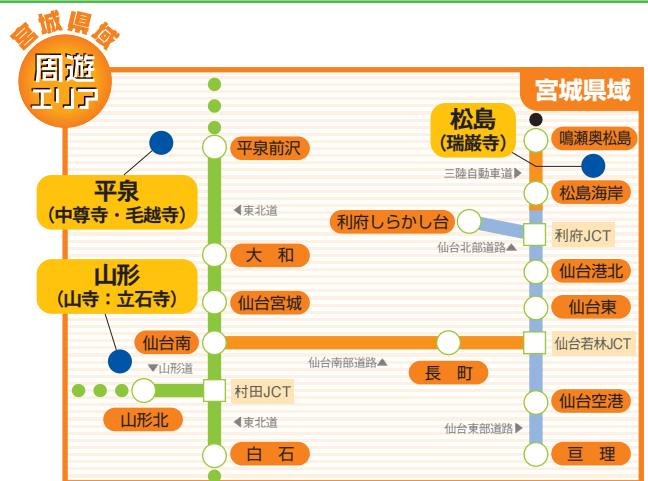 宮城県域
周遊
エリア
宮城県域
松島
(瑞巌寺)
鳴瀬奥松島
平泉前沢
三陸自動車道▶
平泉
(中尊寺・毛越寺)
松島海岸
◀東北道
利府しらかし台
利府JCT
仙台北部道路▲
大 和
山形
(山寺：立石寺)
仙台港北
仙台宮城
仙台東
仙台南
仙台若林JCT
仙台南部道路▲
▼山形道
長 町
村田JCT
仙台空港
山形北
◀東北道
仙台東部道路▶
白 石
亘 理